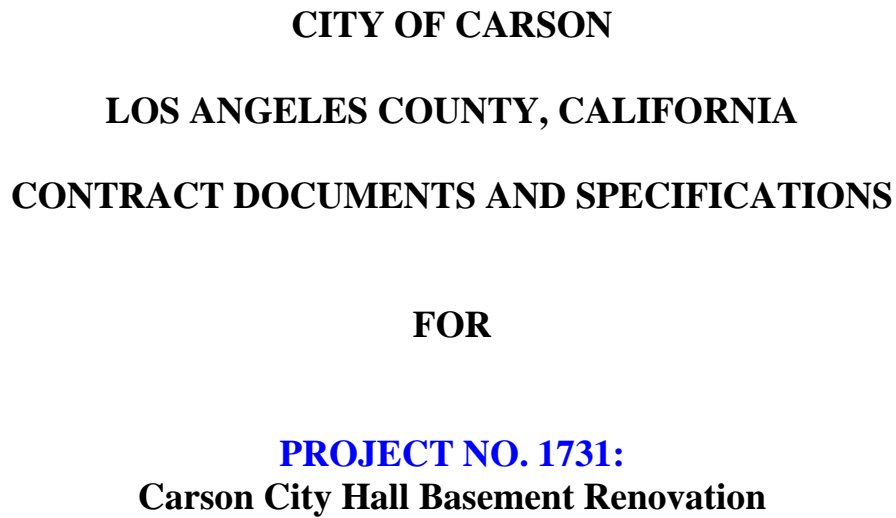 CITY OF CARSON
LOS ANGELES COUNTY, CALIFORNIA
CONTRACT DOCUMENTS AND SPECIFICATIONS
FOR
PROJECT NO. 1731:
Carson City Hall Basement Renovation